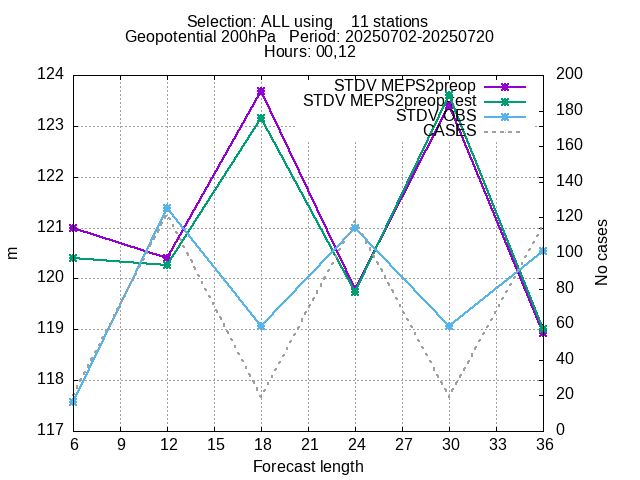 Selection: ALL using    11 stations
Geopotential 200hPa   Period: 20250702-20250720
Hours: 00,12
STDV MEPS2preop
STDV MEPS2preopTest
STDV OBS
CASES
124
123
122
121
120
119
118
117
m
200
180
160
140
120
100
80
60
40
20
0
No cases
6 9 12 15 18 21 24 27 30 33 36
Forecast length